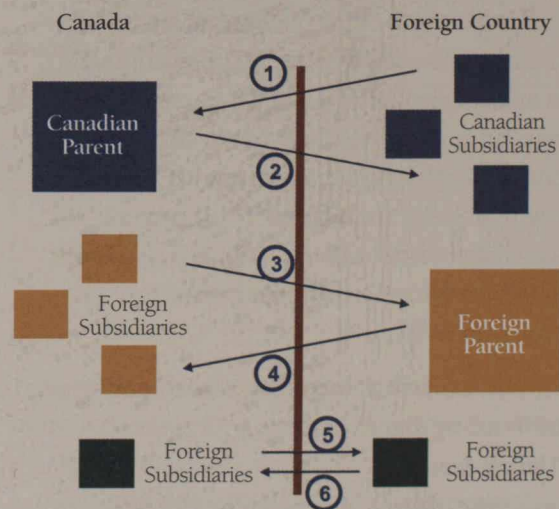 Canada
Foreign Country
1
Canadian
Parent
Canadian
Subsidiaries
2
3
Foreign
Subsidiaries
Foreign
Parent
4
5
Foreign
Subsidiaries
Foreign
Subsidiaries
6